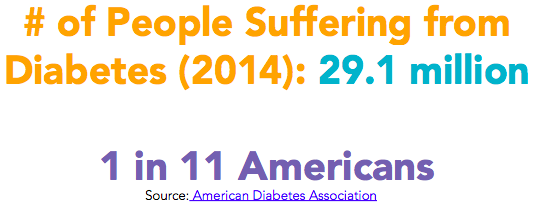 # of People Suffering from
Diabetes (2014): 29.1 million
1 in 11 Americans
Source: American Diabetes Association